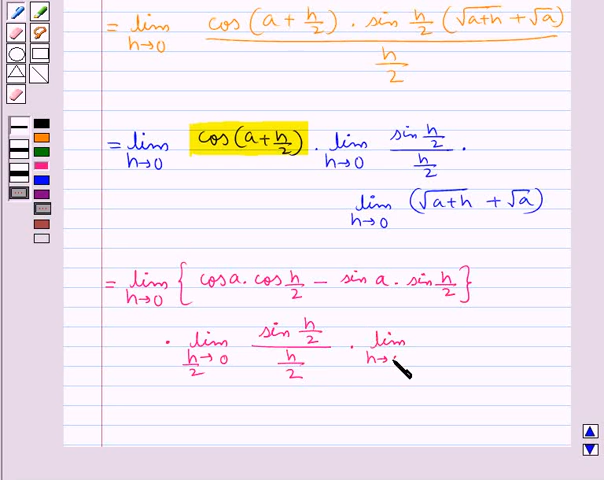 = lim h→0 cos(a + h/2) · sin h/2 (√a+h + √a) / h/2
= lim h→0 cos(a + h/2) · lim h→0 sin h/2 / h/2 ·
lim h→0 (√a+h + √a)
= lim h→0 { cosa · cos h/2 − sin a · sin h/2 }
· lim h/2→0 sin h/2 / h/2 · lim h→